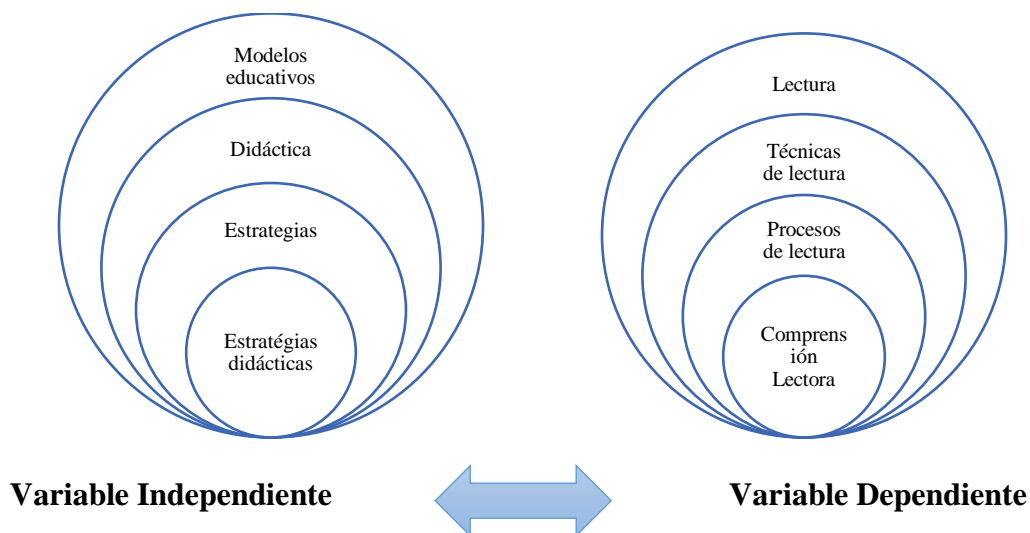 Modelos
educativos
Didáctica
Estrategias
Estratégias
didácticas
Lectura
Técnicas
de lectura
Procesos
de lectura
Comprens
ión
Lectora
Variable Independiente
Variable Dependiente